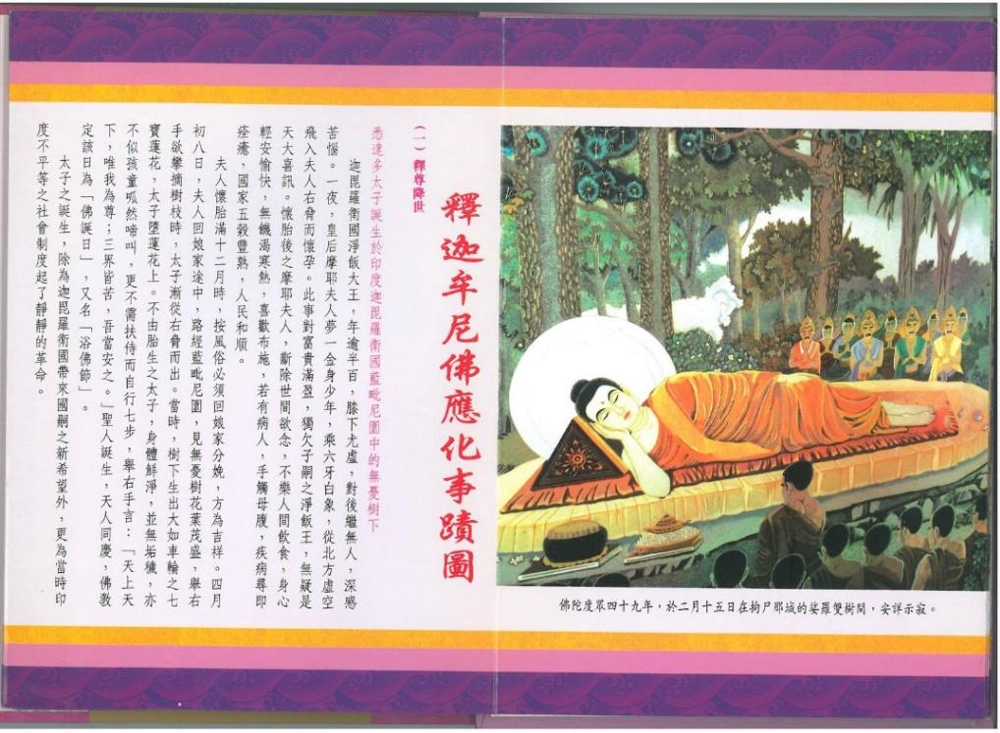 釋迦牟尼佛應化事蹟圖
(一)釋尊降世
悉達多太子誕生於印度迦毘羅衛國藍毗尼園中的無憂樹下
迦毘羅衛國淨飯大王，年逾半百，膝下尤虛，對後繼無人，深感
苦惱。一夜，皇后摩耶夫人夢一金身少年，乘六牙白象，從北方虛空
飛入夫人右脅而懷孕。此事對富貴滿盈，獨欠子嗣之淨飯王，無疑是
天大喜訊。懷胎後之摩耶夫人，斷除世間欲念，不樂人間飲食，身心
輕安愉快，無饑渴寒熱，喜歡布施，若有病人，手觸母腹，疾病尋即
痊癒，國家五穀豐熟，人民和順。
夫人懷胎滿十二月時，按風俗必須回娘家分娩，方為吉祥。四月
初八日，夫人回娘家途中，路經藍毗尼園，見無憂樹花葉茂盛，舉右
手欲攀摘樹枝時，太子漸從右脅而出。當時，樹下生出大如車輪之七
寶蓮花，太子墮蓮花上。不由胎生之太子，身體鮮淨，並無垢穢，亦
不似孩童呱然啼叫，更不需扶侍而自行七步，舉右手言：「天上天
下，唯我為尊；三界皆苦，吾當安之。」聖人誕生，天人同慶，佛教
定該日為「佛誕日」，又名「浴佛節」。
太子之誕生，除為迦毘羅衛國帶來國嗣之新希望外，更為當時印
度不平等之社會制度起了靜靜的革命。
佛陀度眾四十九年，於二月十五日在拘尸那城的娑羅雙樹間，安詳示寂。